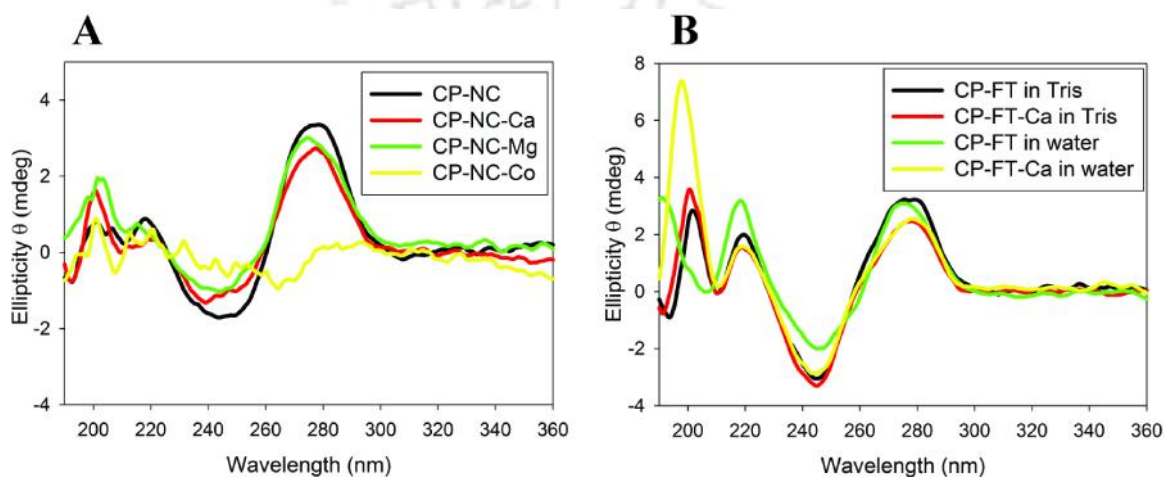 A
B
CP-NC
CP-NC-Ca
CP-NC-Mg
CP-NC-Co
CP-FT in Tris
CP-FT-Ca in Tris
CP-FT in water
CP-FT-Ca in water
Ellipticity θ (mdeg)
4
2
0
-2
-4
200 220 240 260 280 300 320 340 360
Wavelength (nm)
Ellipticity θ (mdeg)
8
6
4
2
0
-2
-4
200 220 240 260 280 300 320 340 360
Wavelength (nm)